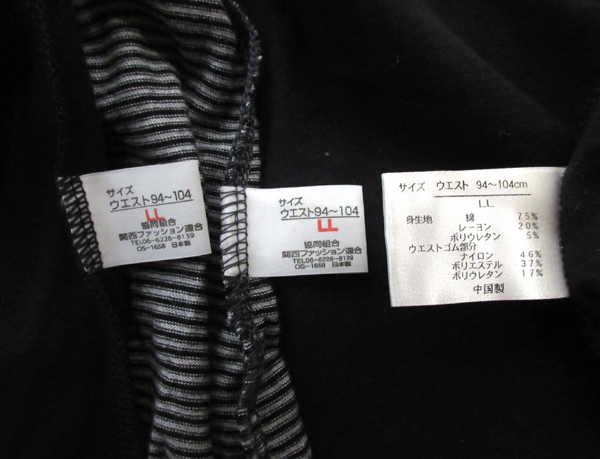 サイズ
ウエスト94～104
LL
協同組合
関西ファッション連合
TEL06-6228-6139
OS-1658 日本製
サイズ
ウエスト94～104
LL
協同組合
関西ファッション連合
TEL06-6228-6139
OS-1658 日本製
サイズ ウエスト 94～104cm
LL
身生地 綿 75%
レーヨン 20%
ポリウレタン 5%
ウエストゴム部分
ナイロン 46%
ポリエステル 37%
ポリウレタン 17%
中国製